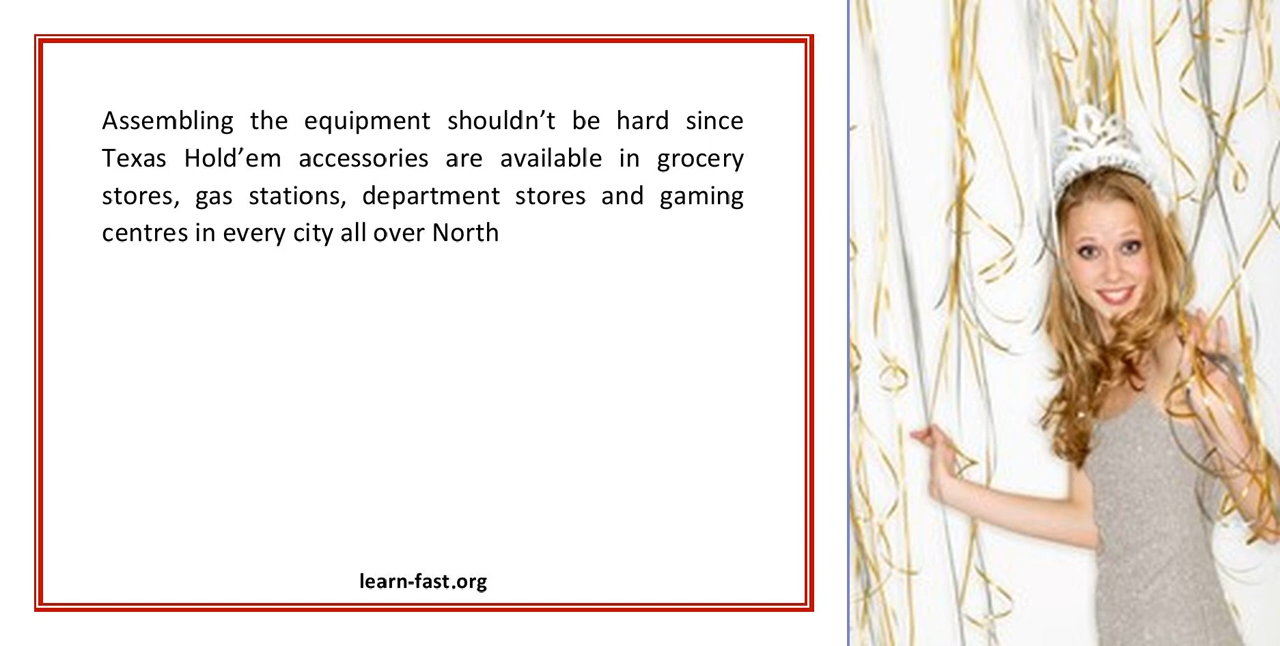 Assembling the equipment shouldn’t be hard since
Texas Hold’em accessories are available in grocery
stores, gas stations, department stores and gaming
centres in every city all over North
learn-fast.org